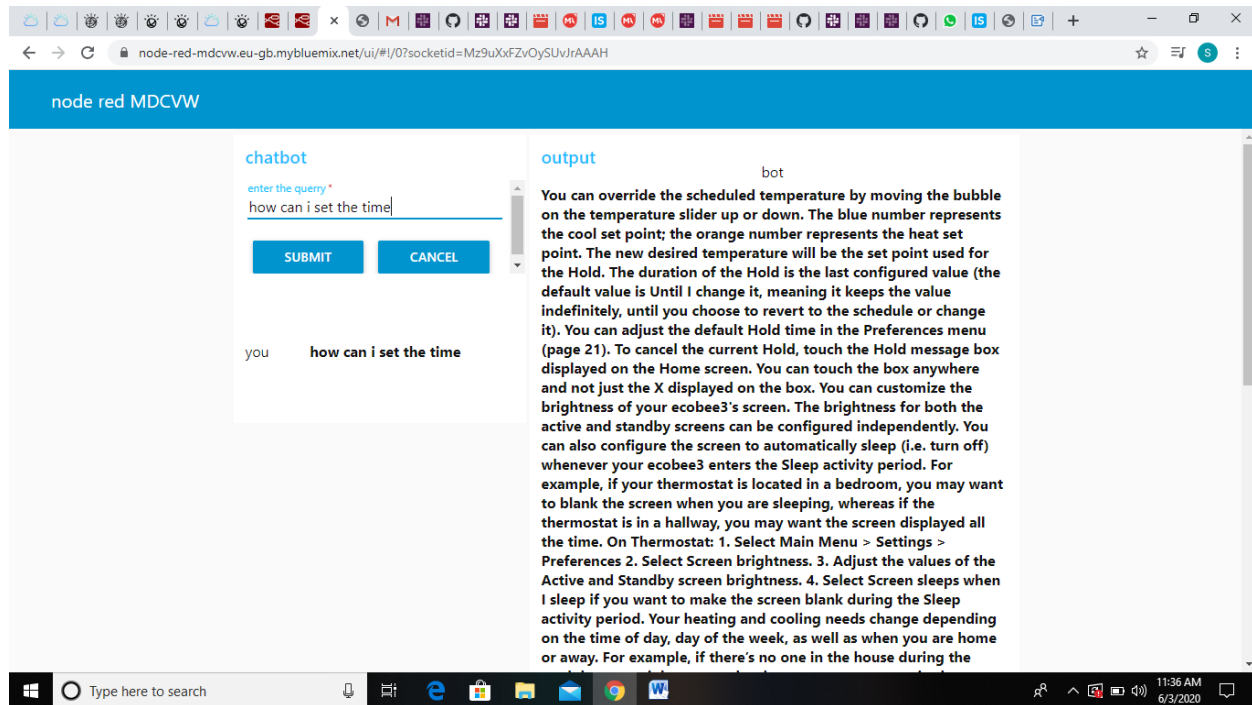 node-red-mdcvw.eu-gb.mybluemix.net/ui/#!/0?socketid=Mz9uXxFZvOySUvJrAAAH
S
node red MDCVW
chatbot
enter the querry *
how can i set the time
SUBMIT
CANCEL
you how can i set the time
output
bot
You can override the scheduled temperature by moving the bubble
on the temperature slider up or down. The blue number represents
the cool set point; the orange number represents the heat set
point. The new desired temperature will be the set point used for
the Hold. The duration of the Hold is the last configured value (the
default value is Until I change it, meaning it keeps the value
indefinitely, until you choose to revert to the schedule or change
it). You can adjust the default Hold time in the Preferences menu
(page 21). To cancel the current Hold, touch the Hold message box
displayed on the Home screen. You can touch the box anywhere
and not just the X displayed on the box. You can customize the
brightness of your ecobee3's screen. The brightness for both the
active and standby screens can be configured independently. You
can also configure the screen to automatically sleep (i.e. turn off)
whenever your ecobee3 enters the Sleep activity period. For
example, if your thermostat is located in a bedroom, you may want
to blank the screen when you are sleeping, whereas if the
thermostat is in a hallway, you may want the screen displayed all
the time. On Thermostat: 1. Select Main Menu > Settings >
Preferences 2. Select Screen brightness. 3. Adjust the values of the
Active and Standby screen brightness. 4. Select Screen sleeps when
I sleep if you want to make the screen blank during the Sleep
activity period. Your heating and cooling needs change depending
on the time of day, day of the week, as well as when you are home
or away. For example, if there's no one in the house during the
Type here to search
11:36 AM
6/3/2020